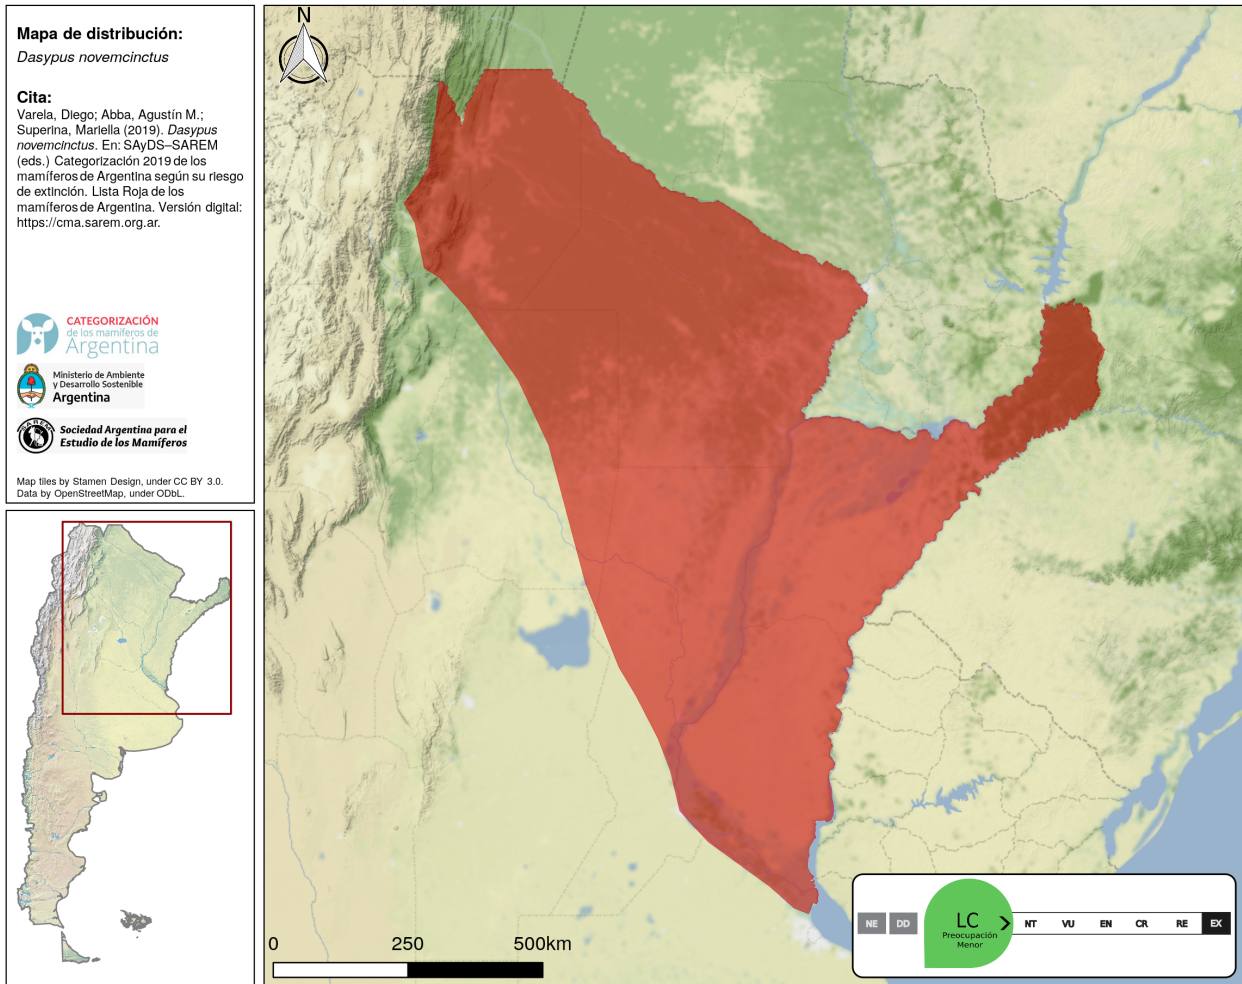 Mapa de distribución:
Dasypus novemcinctus
Cita:
Varela, Diego; Abba, Agustín M.;
Superina, Mariella (2019). Dasypus
novemcinctus. En: SAyDS–SAREM
(eds.) Categorización 2019 de los
mamíferos de Argentina según su riesgo
de extinción. Lista Roja de los
mamíferos de Argentina. Versión digital:
https://cma.sarem.org.ar.
CATEGORIZACIÓN
de los mamíferos de
Argentina
Ministerio de Ambiente
y Desarrollo Sostenible
Argentina
SAREM
Sociedad Argentina para el
Estudio de los Mamíferos
Map tiles by Stamen Design, under CC BY 3.0.
Data by OpenStreetMap, under ODbL.
N
0 250 500km
NE DD LC NT VU EN CR RE EX
Preocupación
Menor